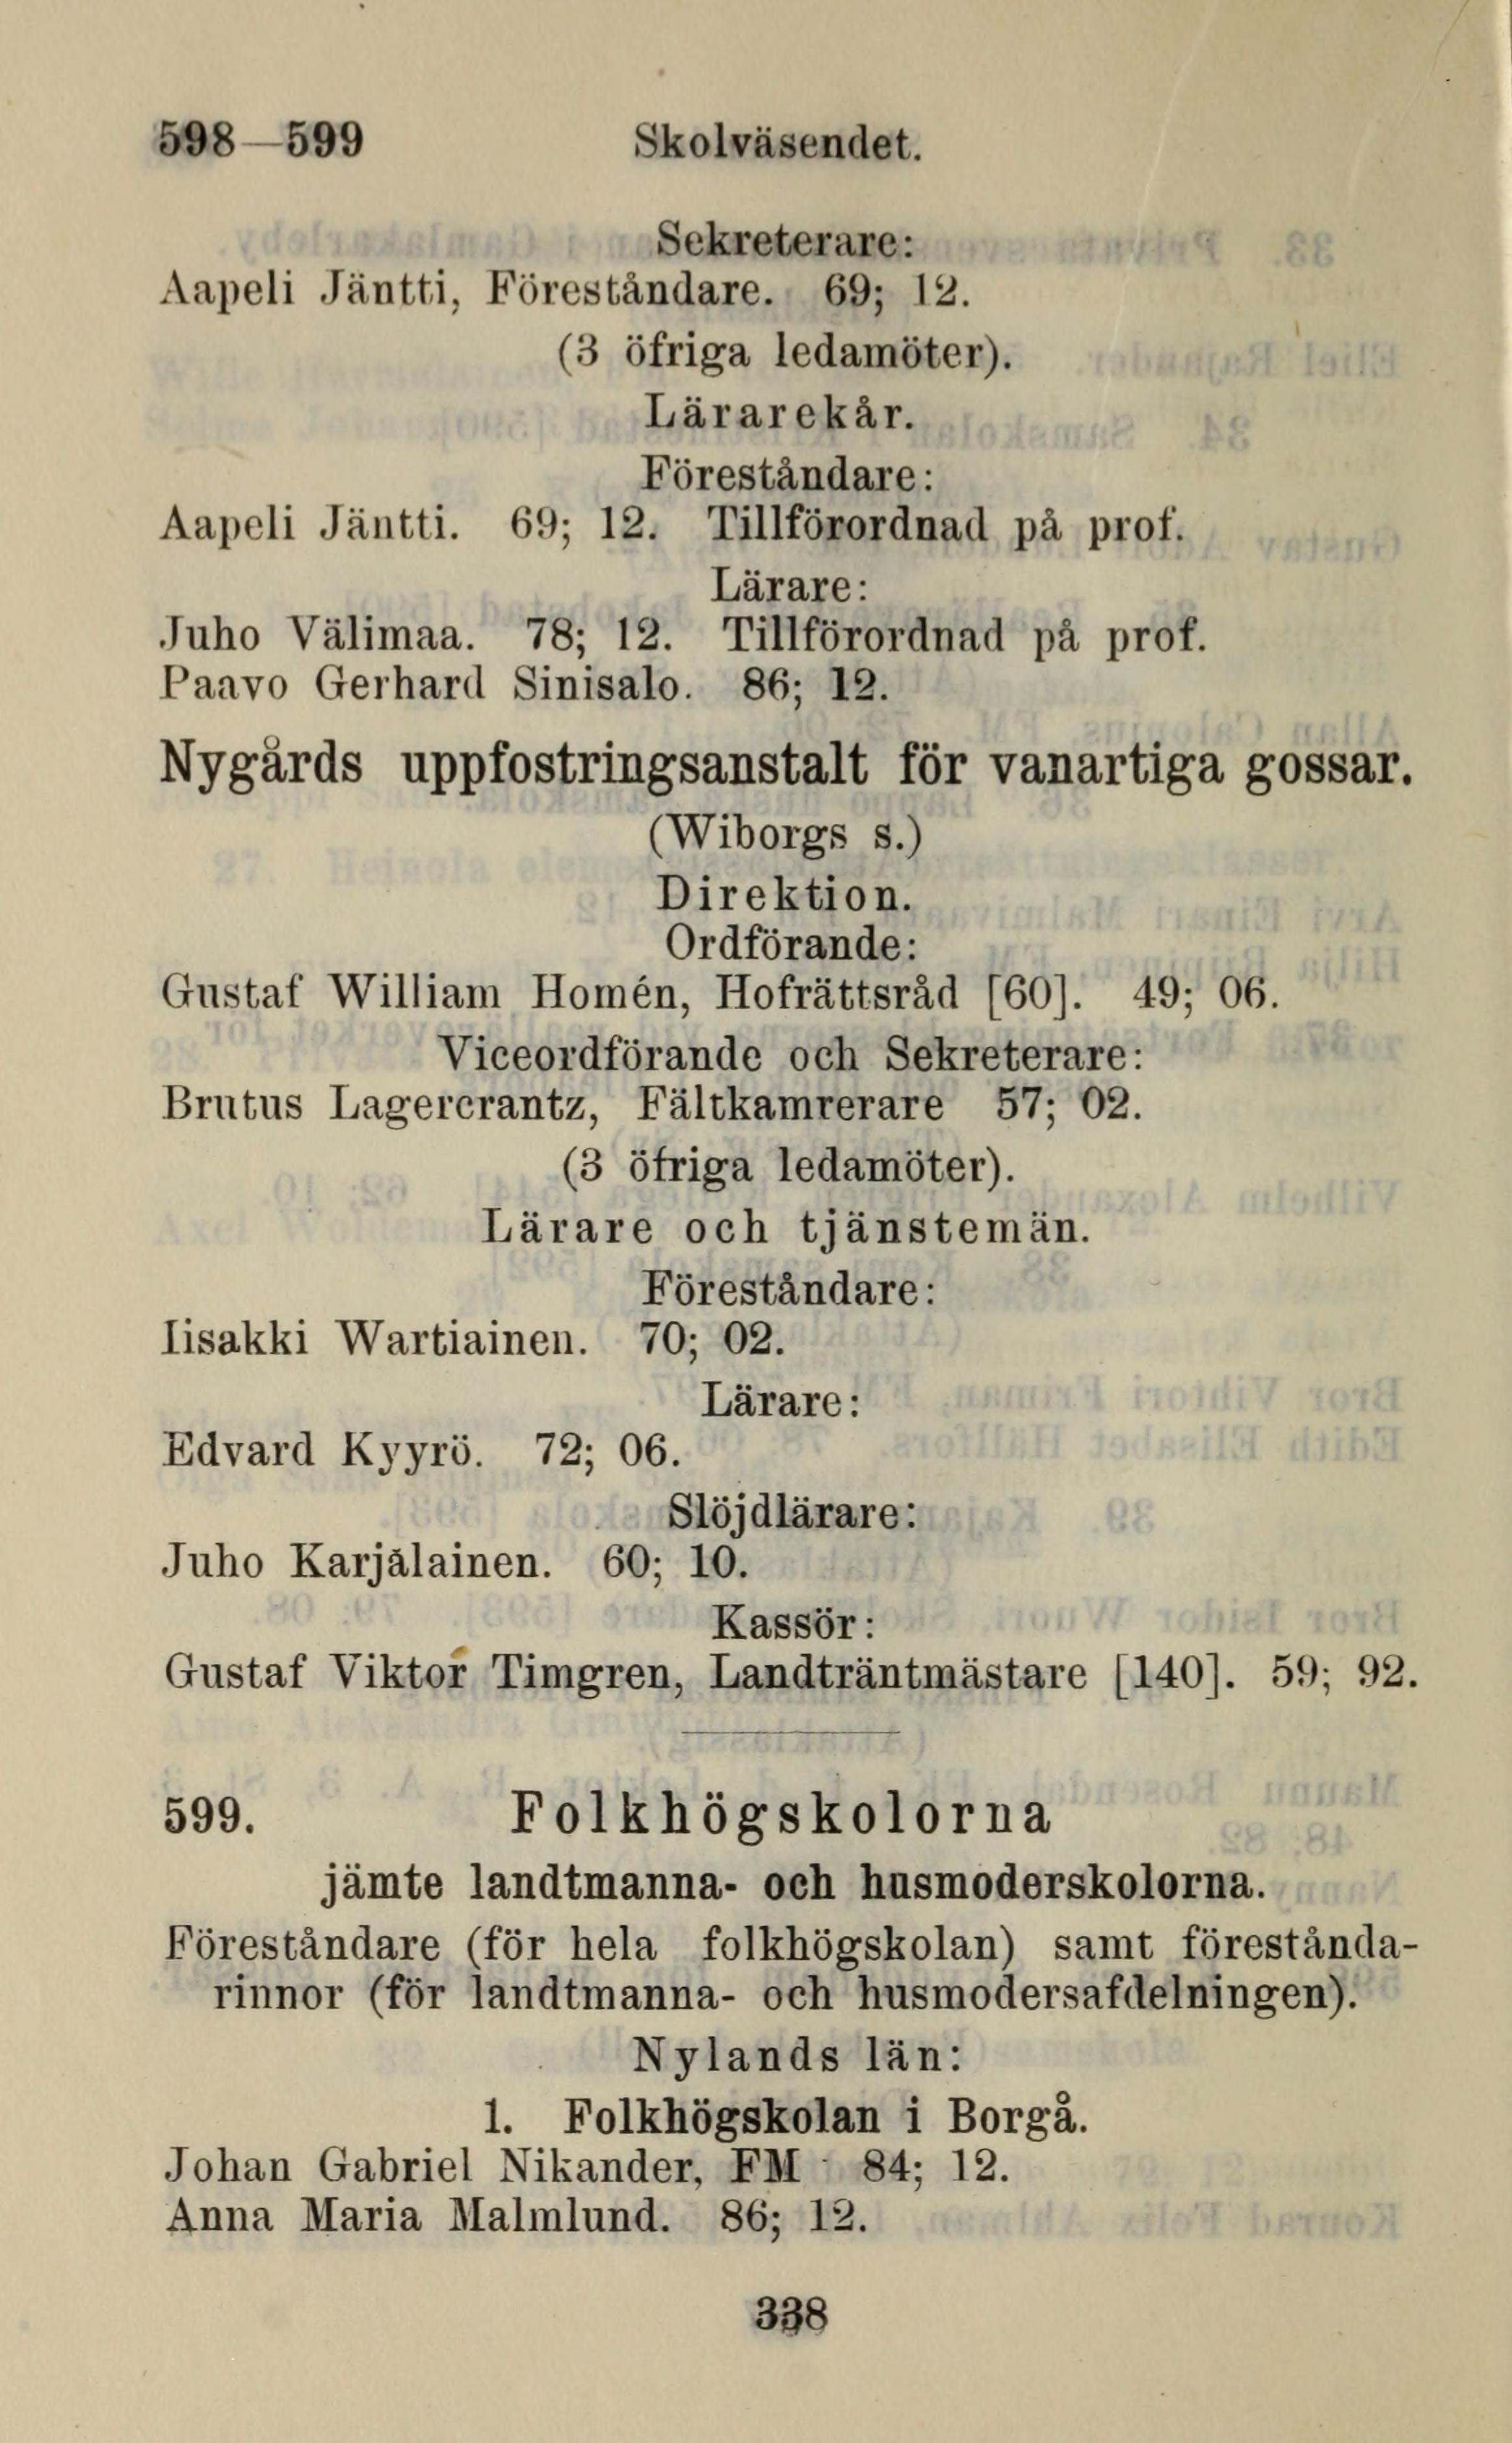 598—599 Skolväsendet.
Sekreterare:
Aapeli Jäntti, Föreståndare. 69; 12.
(3 öfriga ledamöter).
Lärarekår.
Föreståndare:
Aapeli Jäntti. 69; 12. Tillförordnad på prof.
Lärare:
Juho Välimaa. 78; 12. Tillförordnad på prof.
Paavo Gerhard Sinisalo. 86; 12.
Nygårds uppfostringsanstalt för vanartiga gossar.
(Wiborgs s.)
Direktion.
Ordförande:
Gustaf William Homén, Hofrättsråd [60]. 49; 06.
Viceordförande och Sekreterare:
Brutus Lagercrantz, Fältkamrerare 57; 02.
(3 öfriga ledamöter).
Lärare och tjänstemän.
Föreståndare:
Iisakki Wartiainen. 70; 02.
Lärare:
Edvard Kyyrö. 72; 06.
Slöjdlärare:
Juho Karjalainen. 60; 10.
Kassör:
Gustaf Viktor Timgren, Landträntmästare [140]. 59; 92.
599. Folkhögskolorna
jämte landtmanna- och husmoderskolorna.
Föreståndare (för hela folkhögskolan) samt förestånda-
rinnor (för landtmanna- och husmodersafdelningen).
Nylands län:
1. Folkhögskolan i Borgå.
Johan Gabriel Nikander, FM 84; 12.
Anna Maria Malmlund. 86; 12.
338